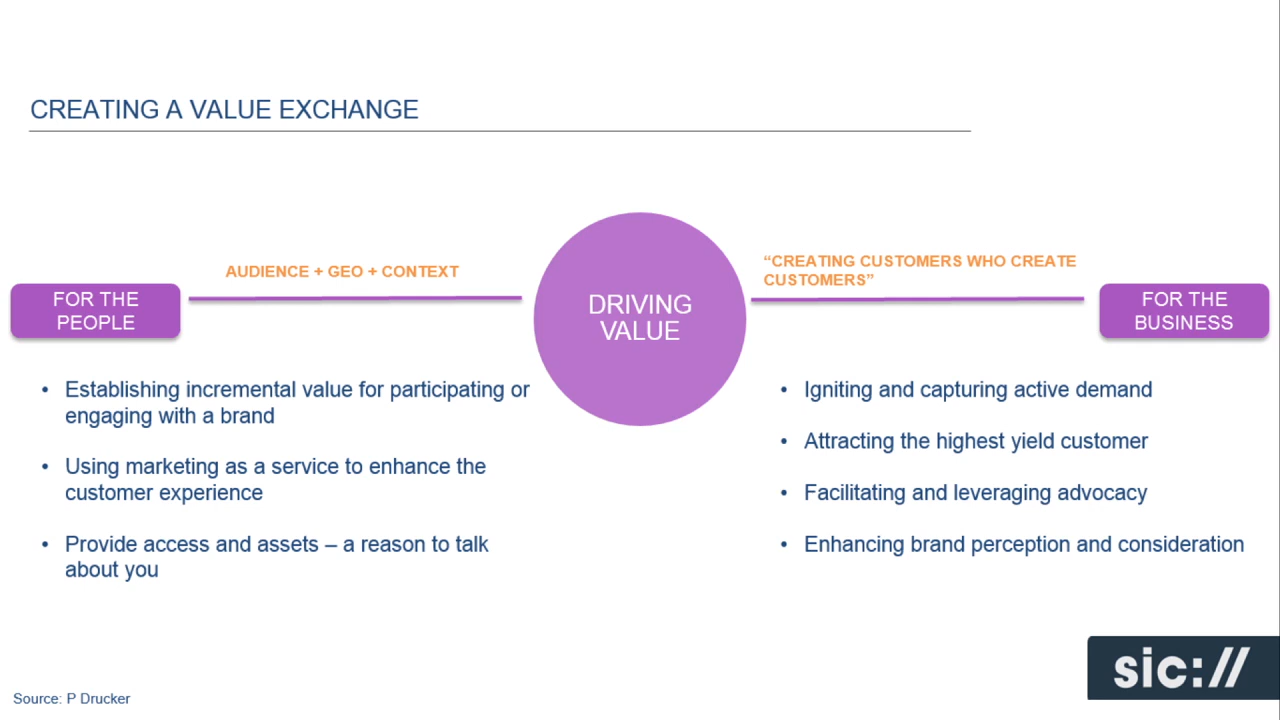 CREATING A VALUE EXCHANGE
AUDIENCE + GEO + CONTEXT
“CREATING CUSTOMERS WHO CREATE
CUSTOMERS”
FOR THE
PEOPLE
DRIVING
VALUE
FOR THE
BUSINESS
• Establishing incremental value for participating or
engaging with a brand
• Using marketing as a service to enhance the
customer experience
• Provide access and assets – a reason to talk
about you
• Igniting and capturing active demand
• Attracting the highest yield customer
• Facilitating and leveraging advocacy
• Enhancing brand perception and consideration
sic://
Source: P Drucker